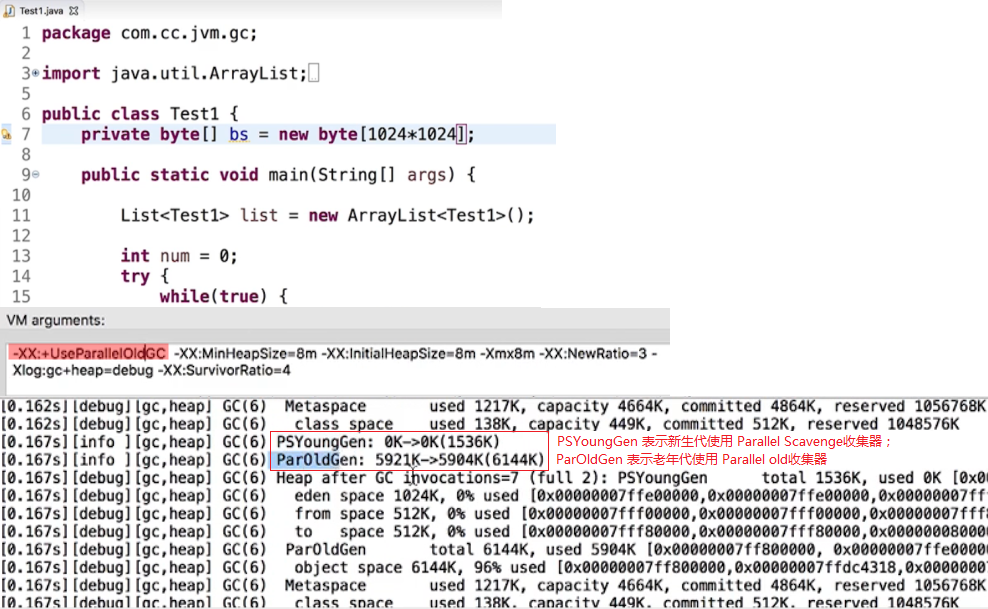 Test1.java
1 package com.cc.jvm.gc;
2
3 import java.util.ArrayList;
5
6 public class Test1 {
7 private byte[] bs = new byte[1024*1024];
8
9 public static void main(String[] args) {
10
11 List<Test1> list = new ArrayList<Test1>();
12
13 int num = 0;
14 try {
15 while(true) {
VM arguments:
-XX:+UseParallelOldGC -XX:MinHeapSize=8m -XX:InitialHeapSize=8m -Xmx8m -XX:NewRatio=3 -
Xlog:gc+heap=debug -XX:SurvivorRatio=4
[0.162s][debug][gc,heap] GC(6) Metaspace used 1217K, capacity 4664K, committed 4864K, reserved 1056768K
[0.162s][debug][gc,heap] GC(6) class space used 138K, capacity 449K, committed 512K, reserved 1048576K
[0.167s][info ][gc,heap] GC(6) PSYoungGen: 0K->0K(1536K) PSYoungGen 表示新生代使用 Parallel Scavenge收集器；
[0.167s][info ][gc,heap] GC(6) ParOldGen: 5921K->5904K(6144K) ParOldGen 表示老年代使用 Parallel old收集器
[0.167s][debug][gc,heap] GC(6) Heap after GC invocations=7 (full 2): PSYoungGen total 1536K, used 0K [0x0
[0.167s][debug][gc,heap] GC(6) eden space 1024K, 0% used [0x00000007ffe00000,0x00000007ffe00000,0x00000007fff
[0.167s][debug][gc,heap] GC(6) from space 512K, 0% used [0x00000007fff00000,0x00000007fff00000,0x00000007fff8
[0.167s][debug][gc,heap] GC(6) to space 512K, 0% used [0x00000007fff80000,0x00000007fff80000,0x0000000800000
[0.167s][debug][gc,heap] GC(6) ParOldGen total 6144K, used 5904K [0x00000007ff800000, 0x00000007ffe0000
[0.167s][debug][gc,heap] GC(6) object space 6144K, 96% used [0x00000007ff800000,0x00000007ffdc4318,0x0000000
[0.167s][debug][gc,heap] GC(6) Metaspace used 1217K, capacity 4664K, committed 4864K, reserved 1056768K
[0.167s][debug][gc,heap] GC(6) class space used 138K, capacity 449K, committed 512K, reserved 1048576K